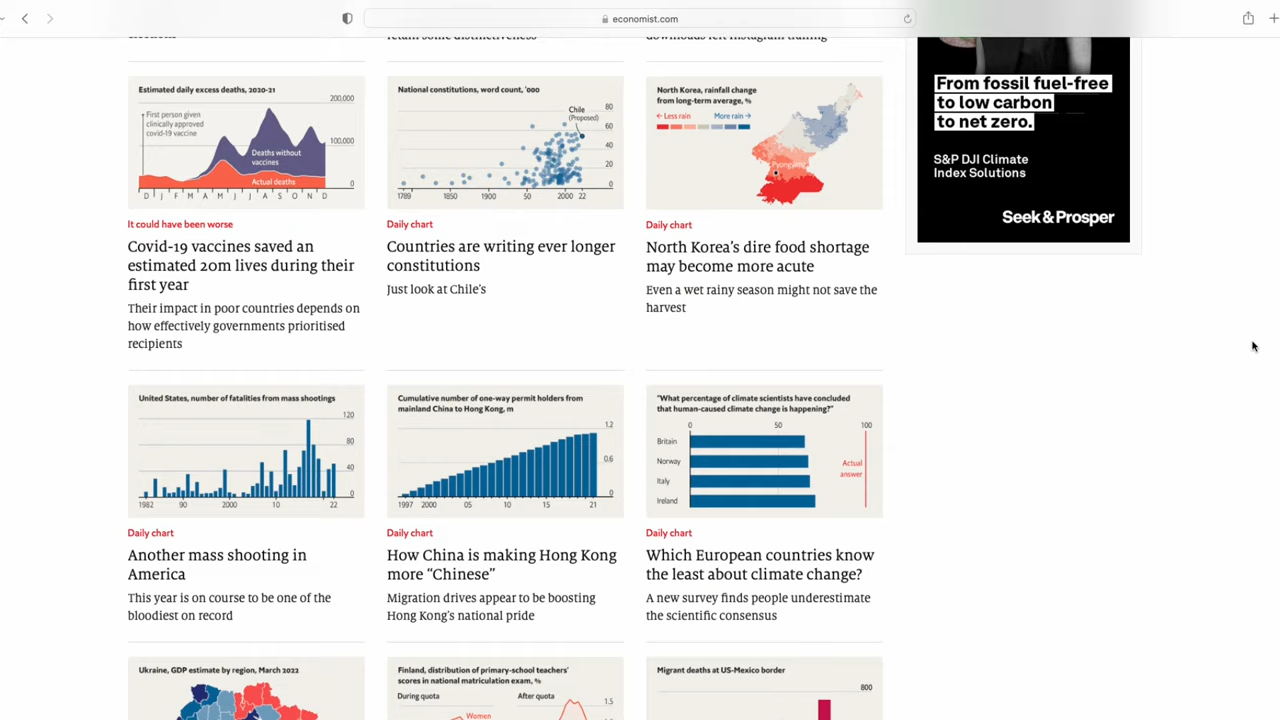 economist.com
retain some distinctiveness
From fossil fuel-free
to low carbon
to net zero.
S&P DJI Climate
Index Solutions
Seek & Prosper
Estimated daily excess deaths, 2020-21
200,000
First person given
clinically approved
covid-19 vaccine
100,000
Deaths without
vaccines
Actual deaths
0
D J F M A M J J A S O N D
It could have been worse
Covid-19 vaccines saved an
estimated 20m lives during their
first year
Their impact in poor countries depends on
how effectively governments prioritised
recipients
National constitutions, word count, '000
Chile
(Proposed)
80
60
40
20
0
1789 1850 1900 50 2000 22
Daily chart
Countries are writing ever longer
constitutions
Just look at Chile's
North Korea, rainfall change
from long-term average, %
← Less rain More rain →
Pyongyang
Daily chart
North Korea's dire food shortage
may become more acute
Even a wet rainy season might not save the
harvest
United States, number of fatalities from mass shootings
120
80
40
0
1982 90 2000 10 22
Daily chart
Another mass shooting in
America
This year is on course to be one of the
bloodiest on record
Cumulative number of one-way permit holders from
mainland China to Hong Kong, m
1.2
0.6
0
1997 2000 05 10 15 21
Daily chart
How China is making Hong Kong
more "Chinese"
Migration drives appear to be boosting
Hong Kong's national pride
"What percentage of climate scientists have concluded
that human-caused climate change is happening?"
0 50 100
Britain
Norway
Italy
Ireland
Actual
answer
Daily chart
Which European countries know
the least about climate change?
A new survey finds people underestimate
the scientific consensus
Ukraine, GDP estimate by region, March 2022
Finland, distribution of primary-school teachers'
scores in national matriculation exam, %
During quota After quota
1.5
Women
Migrant deaths at US-Mexico border
800